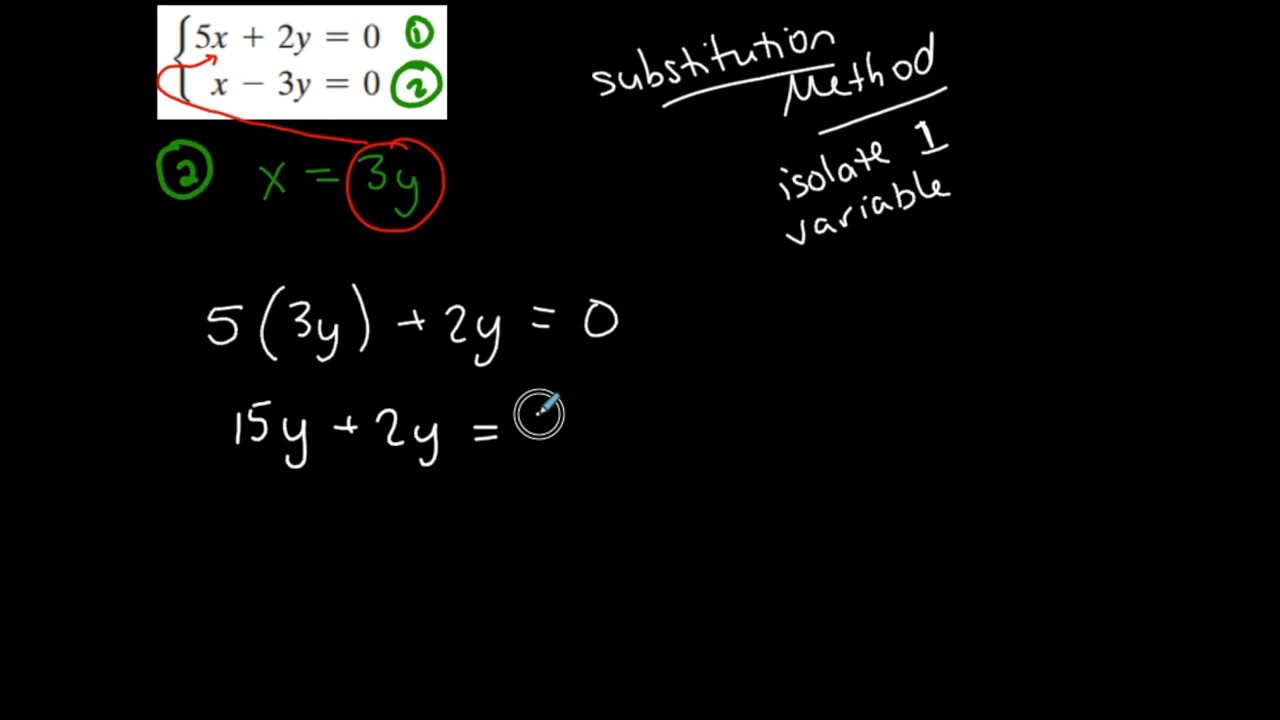 5x + 2y = 0 1
x − 3y = 0 2
substitution
Method
isolate 1
variable
2 x = 3y
5(3y) + 2y = 0
15y + 2y =